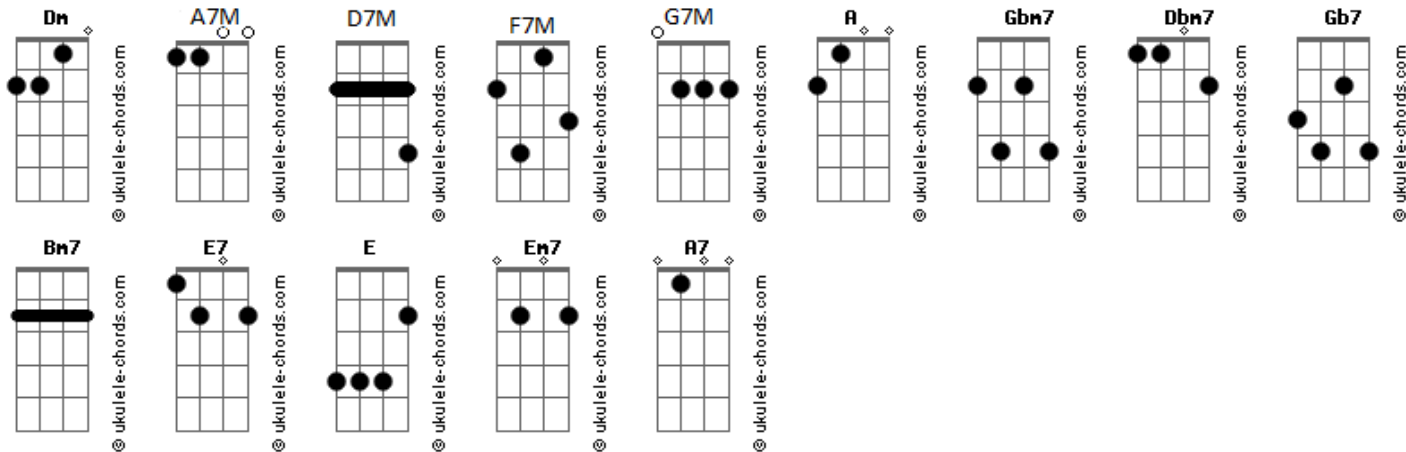 Dm A7M D7M F7M G7M A Gbm7 Dbm7 Gb7
© ukulele-chords.com © ukulele-chords.com © ukulele-chords.com © ukulele-chords.com © ukulele-chords.com © ukulele-chords.com © ukulele-chords.com © ukulele-chords.com © ukulele-chords.com
Bm7 E7 E Em7 A7
© ukulele-chords.com © ukulele-chords.com © ukulele-chords.com © ukulele-chords.com © ukulele-chords.com